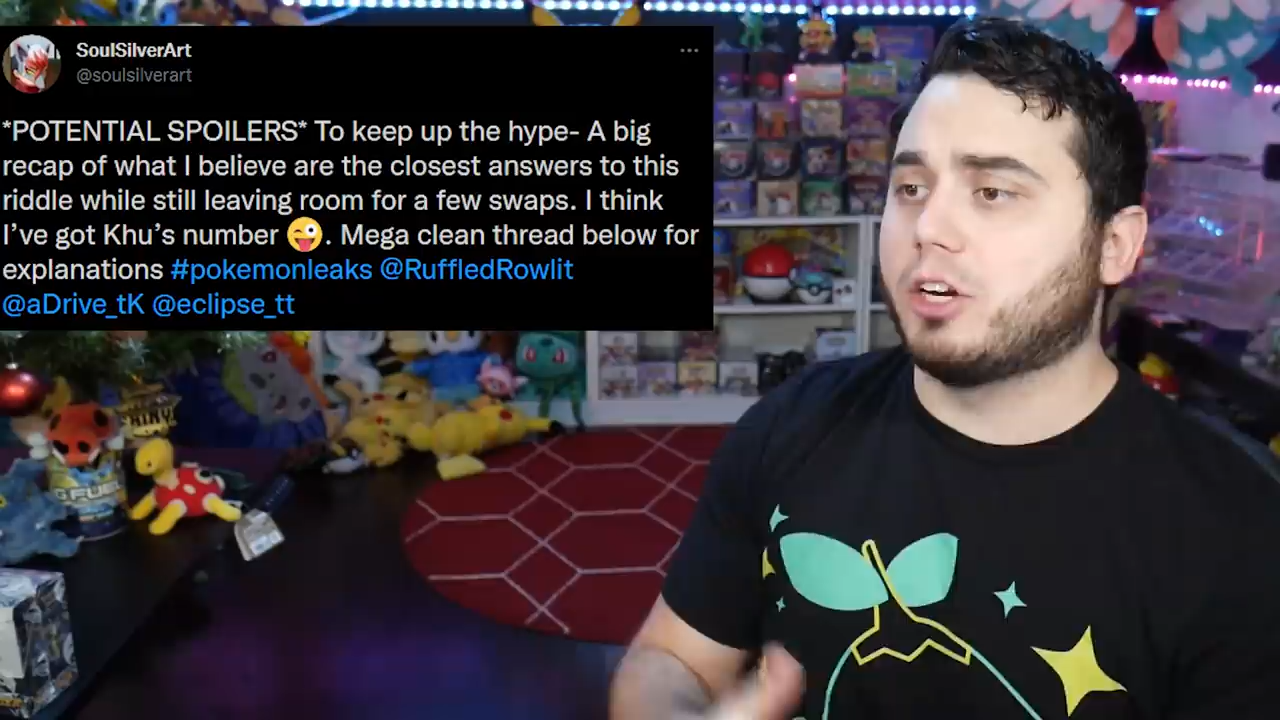 SoulSilverArt
@soulsilverart
*POTENTIAL SPOILERS* To keep up the hype- A big
recap of what I believe are the closest answers to this
riddle while still leaving room for a few swaps. I think
I've got Khu's number 😜. Mega clean thread below for
explanations #pokemonleaks @RuffledRowlit
@aDrive_tK @eclipse_tt
G FUEL